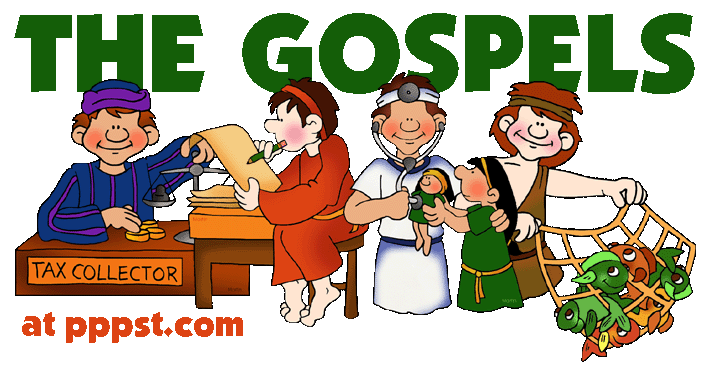 THE GOSPELS
TAX COLLECTOR
at pppst.com